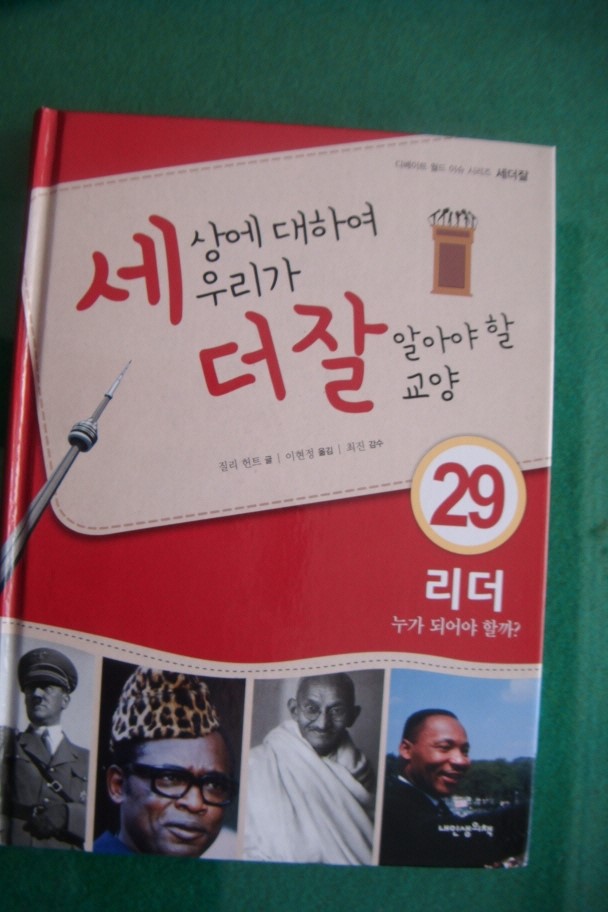 디베이트 월드 이슈 시리즈 세더잘
세상에 대하여
우리가
더 잘 알아야 할
교양
질리 헌트 글 | 이현정 옮김 | 최진 감수
29
리더
누가 되어야 할까?
내인생의책